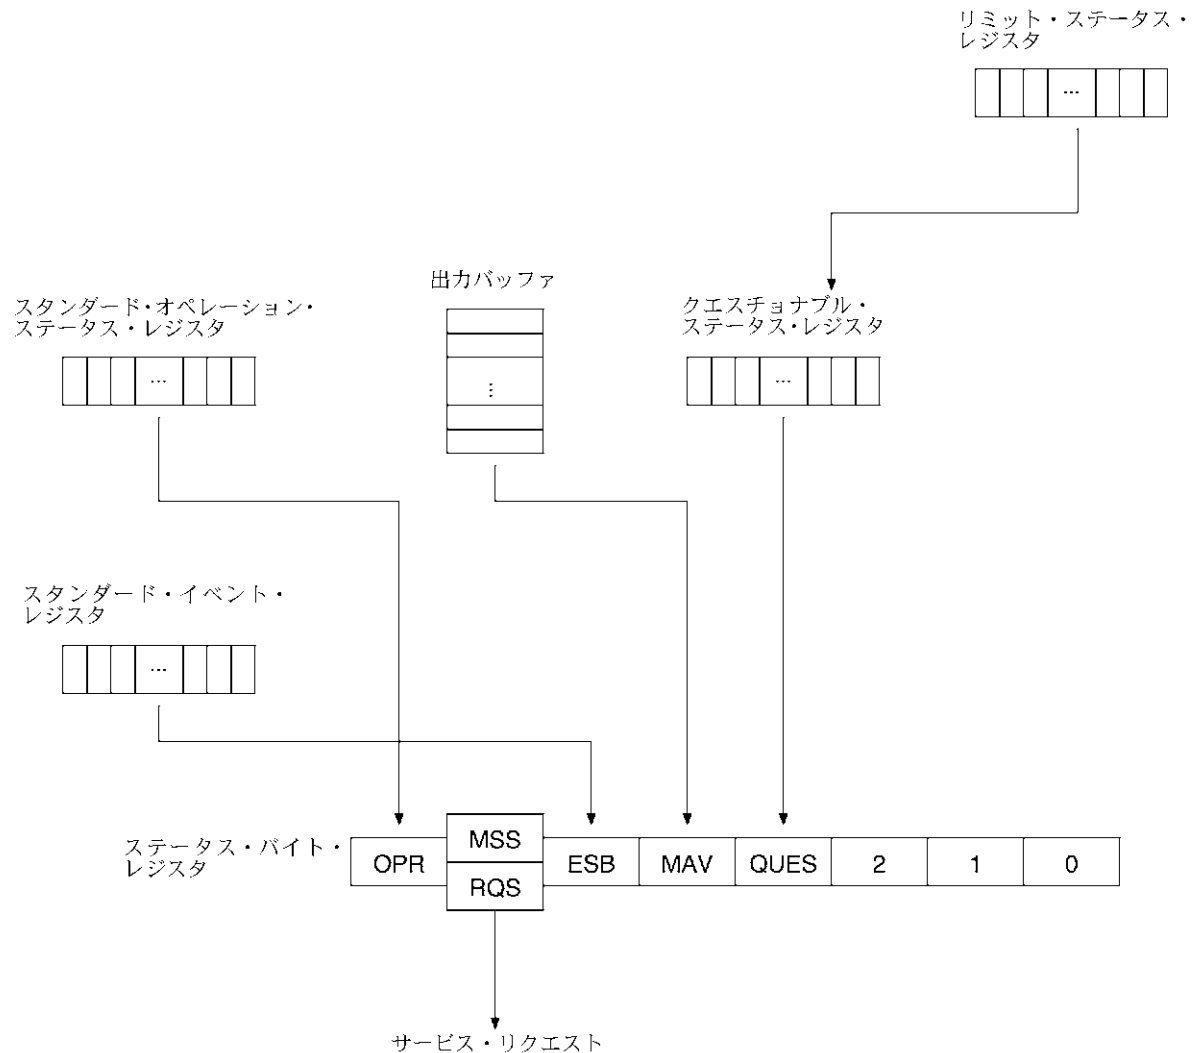 リミット・ステータス・
レジスタ
...
出力バッファ
スタンダード・オペレーション・
ステータス・レジスタ
クエスチョナブル・
ステータス・レジスタ
...
...
...
スタンダード・イベント・
レジスタ
...
ステータス・バイト・
レジスタ
OPR
MSS
RQS
ESB
MAV
QUES
2
1
0
サービス・リクエスト